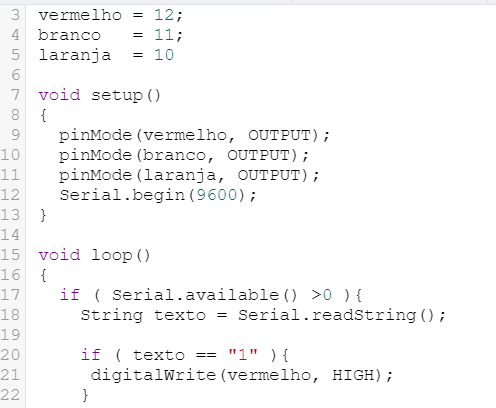 3 vermelho = 12;
4 branco   = 11;
5 laranja  = 10
6
7 void setup()
8 {
9   pinMode(vermelho, OUTPUT);
10   pinMode(branco, OUTPUT);
11   pinMode(laranja, OUTPUT);
12   Serial.begin(9600);
13 }
14
15 void loop()
16 {
17   if ( Serial.available() >0 ){
18     String texto = Serial.readString();
19
20     if ( texto == "1" ){
21      digitalWrite(vermelho, HIGH);
22     }